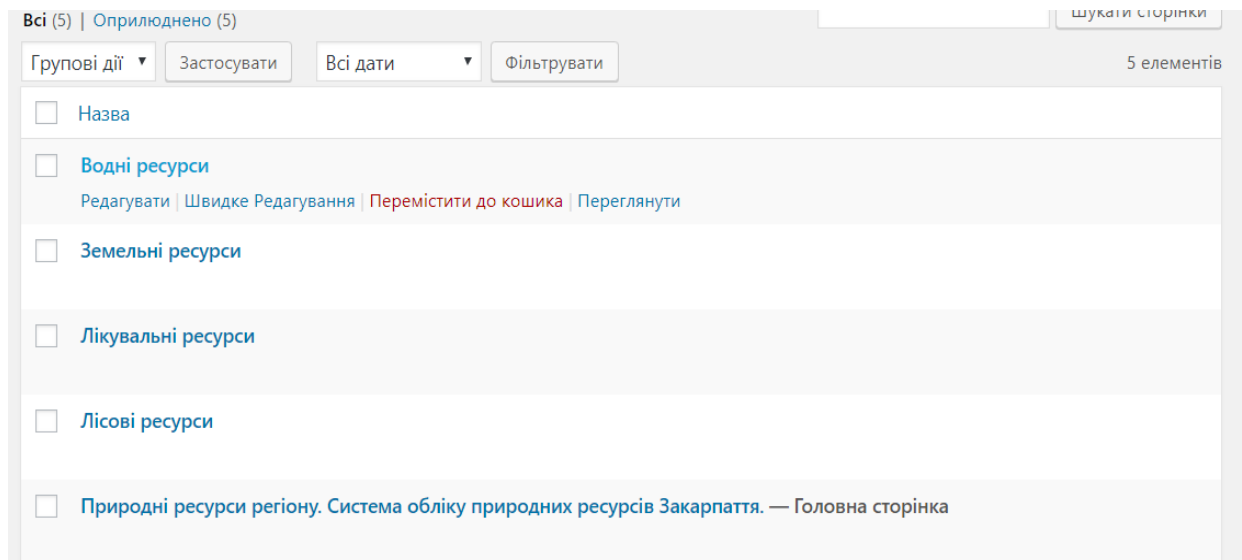 Всі (5) | Оприлюднено (5) Шукати сторінки
Групові дії Застосувати Всі дати Фільтрувати 5 елементів
Назва
Водні ресурси
Редагувати | Швидке Редагування | Перемістити до кошика | Переглянути
Земельні ресурси
Лікувальні ресурси
Лісові ресурси
Природні ресурси регіону. Система обліку природних ресурсів Закарпаття. — Головна сторінка